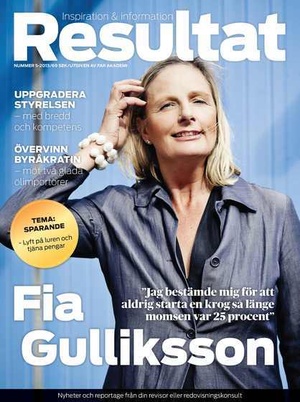 Inspiration & information
Resultat
NUMMER 5-2013/65 SEK / UTGIVEN AV FAR AKADEMI
UPPGRADERA
STYRELSEN
– med bredd
och kompetens
ÖVERVINN
BYRÅKRATIN
– möt två glada
olimportörer
TEMA:
SPARANDE
- Lyft på luren och
tjäna pengar
"Jag bestämde mig för att
aldrig starta en krog så länge
momsen var 25 procent"
Fia
Gulliksson
Nyheter och reportage från din revisor eller redovisningskonsult